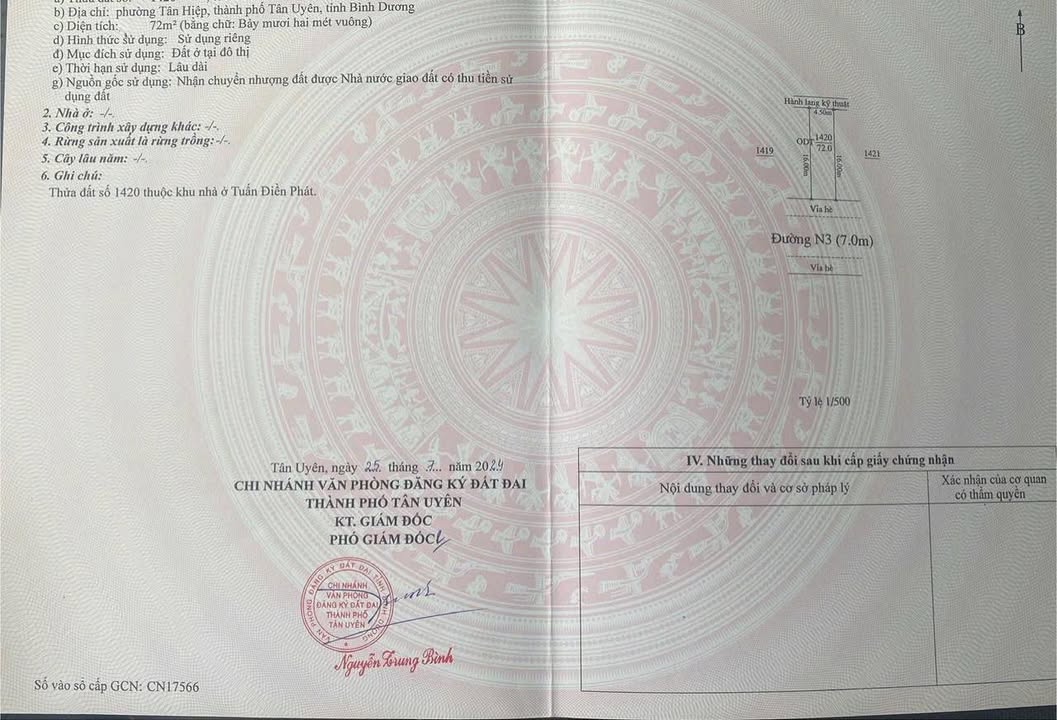 b) Địa chỉ: phường Tân Hiệp, thành phố Tân Uyên, tỉnh Bình Dương
c) Diện tích: 72m² (bằng chữ: Bảy mươi hai mét vuông)
d) Hình thức sử dụng: Sử dụng riêng
đ) Mục đích sử dụng: Đất ở tại đô thị
e) Thời hạn sử dụng: Lâu dài
g) Nguồn gốc sử dụng: Nhận chuyển nhượng đất được Nhà nước giao đất có thu tiền sử
dụng đất
2. Nhà ở: -/-.
3. Công trình xây dựng khác: -/-.
4. Rừng sản xuất là rừng trồng: -/-.
5. Cây lâu năm: -/-.
6. Ghi chú:
Thửa đất số 1420 thuộc khu nhà ở Tuấn Điền Phát.
Tân Uyên, ngày 25. tháng .7... năm 2024
CHI NHÁNH VĂN PHÒNG ĐĂNG KÝ ĐẤT ĐAI
THÀNH PHỐ TÂN UYÊN
KT. GIÁM ĐỐC
PHÓ GIÁM ĐỐC
VĂN PHÒNG ĐĂNG KÝ ĐẤT ĐAI TỈNH BÌNH DƯƠNG
CHI NHÁNH
VĂN PHÒNG
ĐĂNG KÝ ĐẤT ĐAI
THÀNH PHỐ
TÂN UYÊN
Nguyễn Trung Bình
Số vào sổ cấp GCN: CN17566
B
Hành lang kỹ thuật
4.50m
ODT 1420
72.0
1419
1421
16.00m
16.00m
Vỉa hè
Đường N3 (7.0m)
Vỉa hè
Tỷ lệ 1/500
IV. Những thay đổi sau khi cấp giấy chứng nhận
Nội dung thay đổi và cơ sở pháp lý
Xác nhận của cơ quan
có thẩm quyền